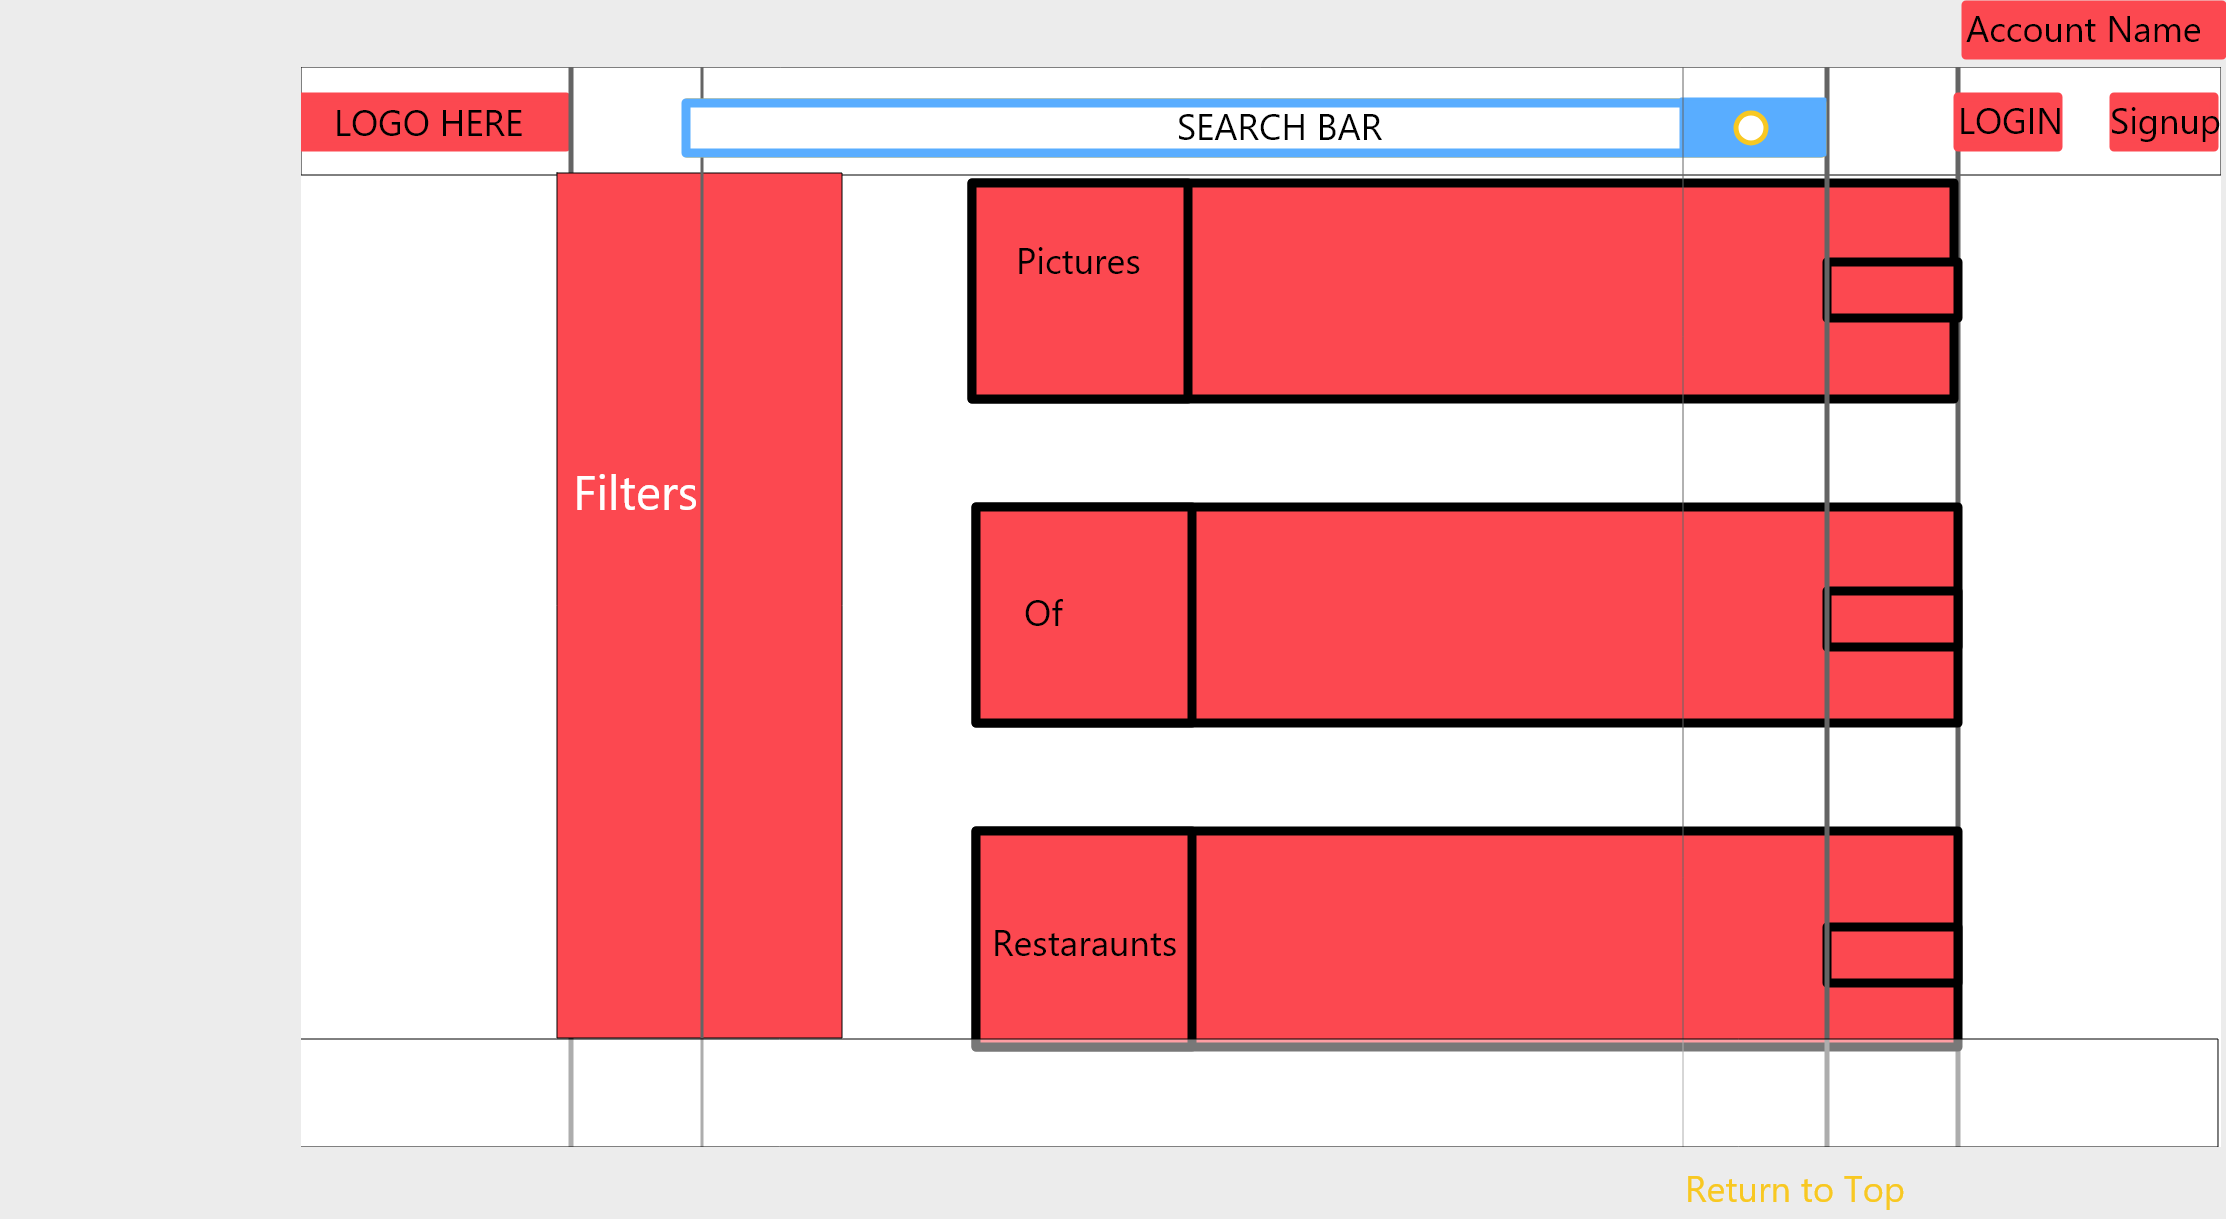 Account Name
LOGO HERE
SEARCH BAR
LOGIN
Signup
Pictures
Filters
Of
Restaraunts
Return to Top